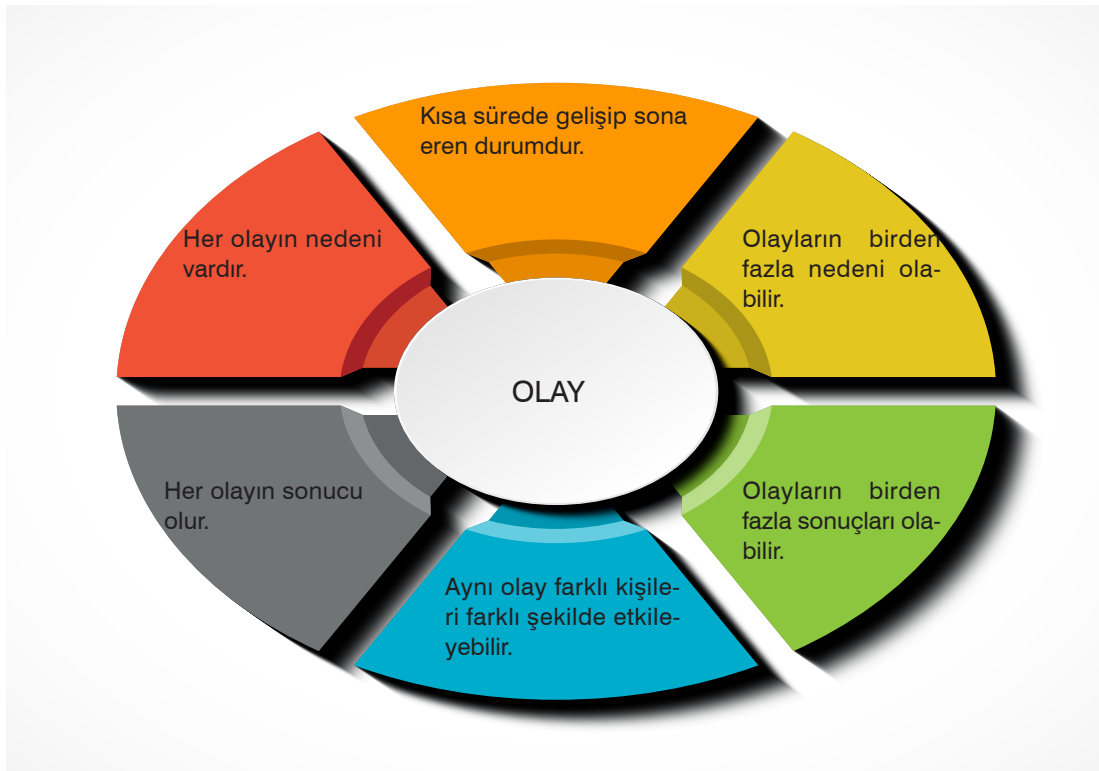 Kısa sürede gelişip sona
eren durumdur.
Her olayın nedeni
vardır.
Olayların birden
fazla nedeni ola-
bilir.
OLAY
Her olayın sonucu
olur.
Olayların birden
fazla sonuçları ola-
bilir.
Aynı olay farklı kişile-
ri farklı şekilde etkile-
yebilir.